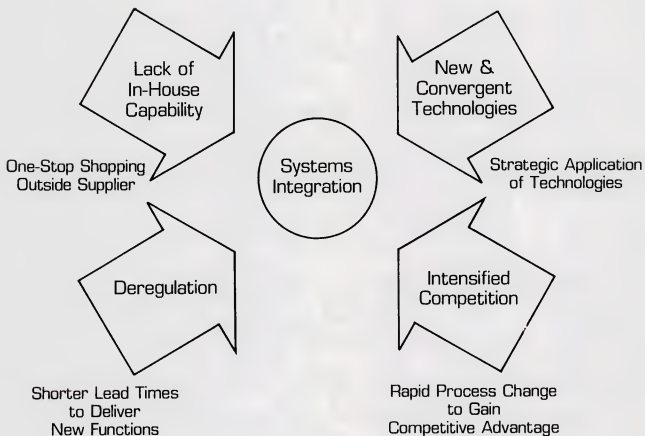 Lack of
In-House
Capability
New &
Convergent
Technologies
One-Stop Shopping
Outside Supplier
Systems
Integration
Strategic Application
of Technologies
Deregulation
Intensified
Competition
Shorter Lead Times
to Deliver
New Functions
Rapid Process Change
to Gain
Competitive Advantage